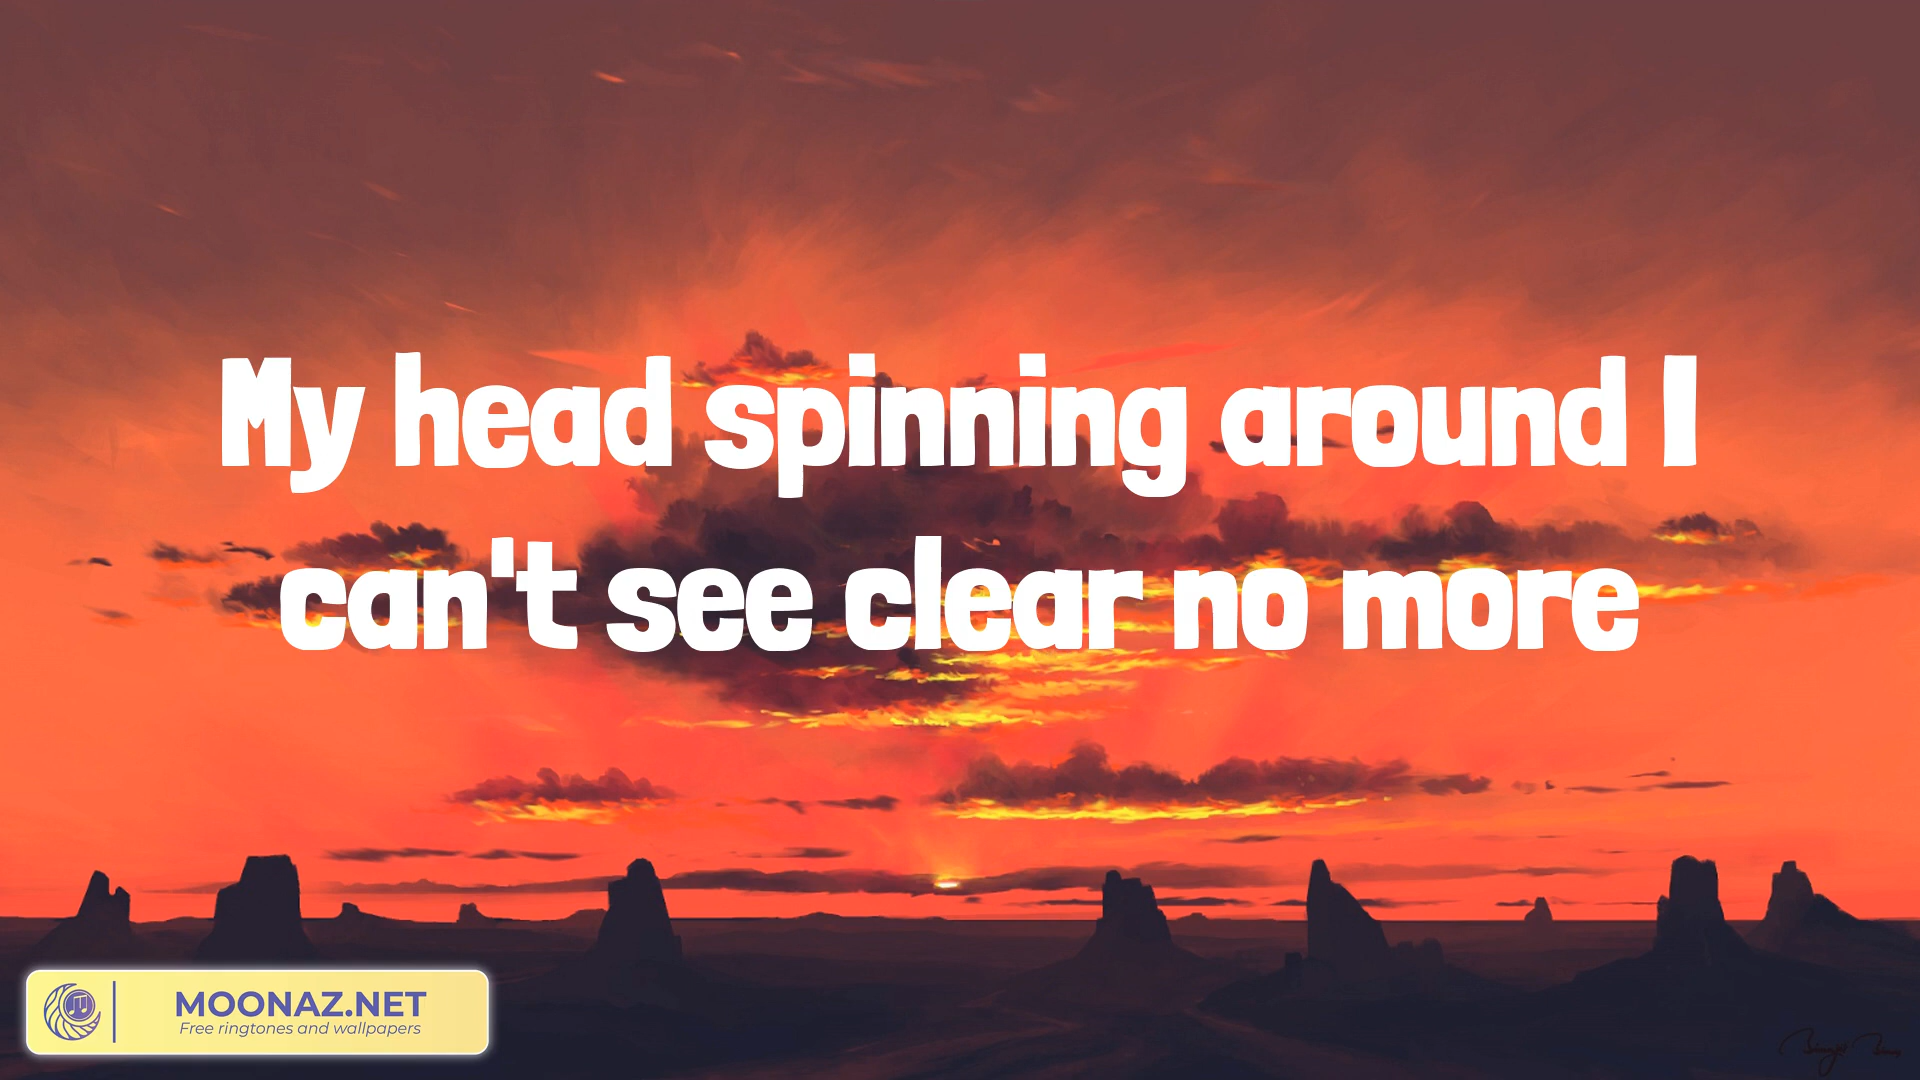 My head spinning around I
can't see clear no more
MOONAZ.NET
Free ringtones and wallpapers